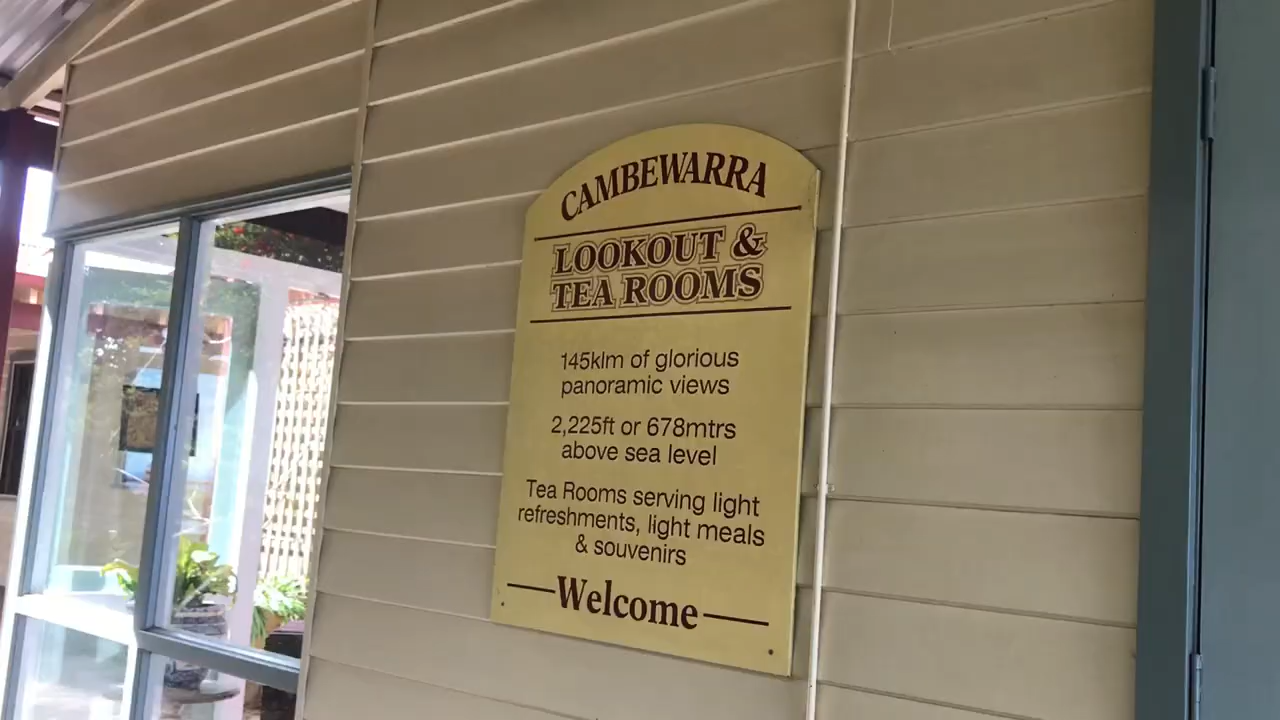 CAMBEWARRA
LOOKOUT &
TEA ROOMS
145klm of glorious
panoramic views
2,225ft or 678mtrs
above sea level
Tea Rooms serving light
refreshments, light meals
& souvenirs
Welcome